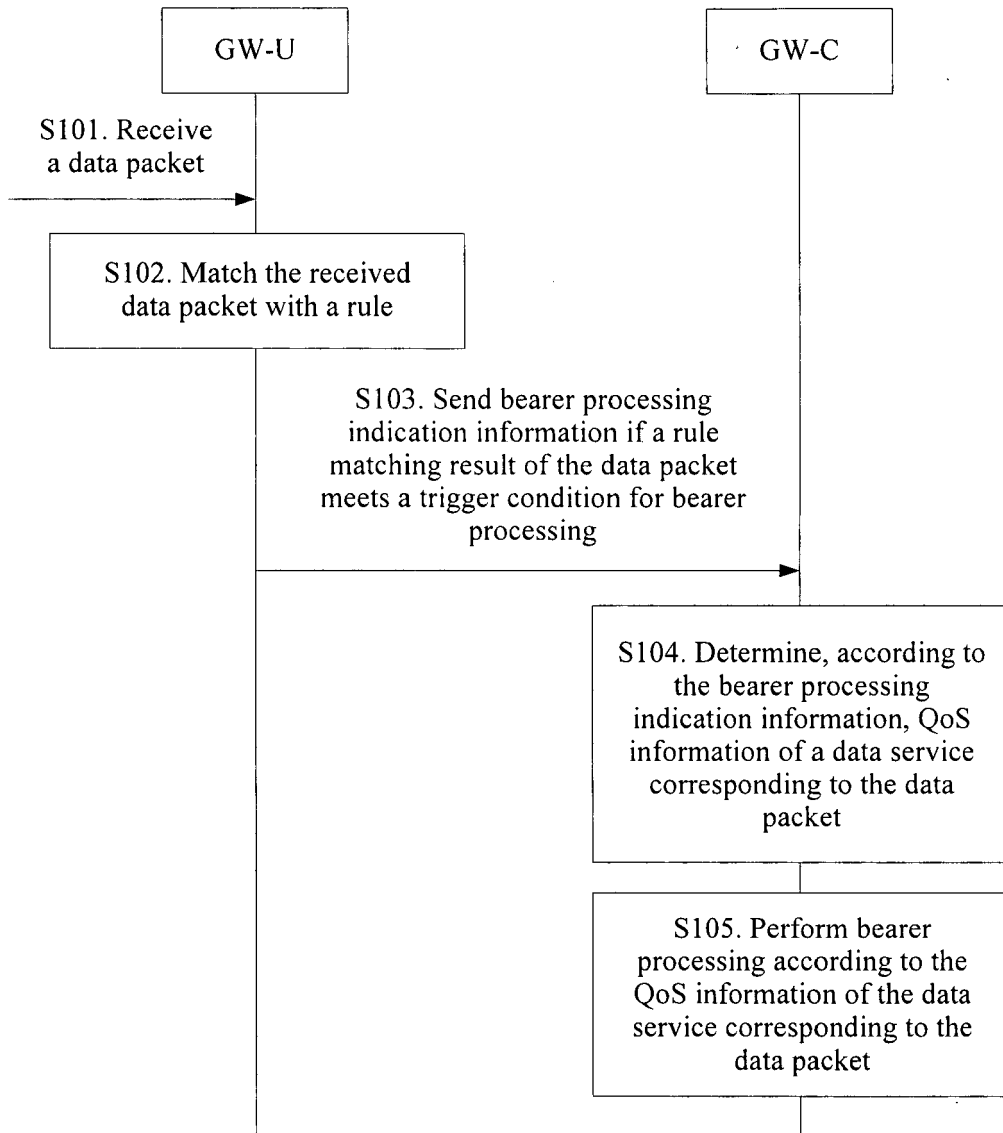 GW-U
GW-C
S101. Receive
a data packet
S102. Match the received
data packet with a rule
S103. Send bearer processing
indication information if a rule
matching result of the data packet
meets a trigger condition for bearer
processing
S104. Determine, according to
the bearer processing
indication information, QoS
information of a data service
corresponding to the data
packet
S105. Perform bearer
processing according to the
QoS information of the data
service corresponding to the
data packet